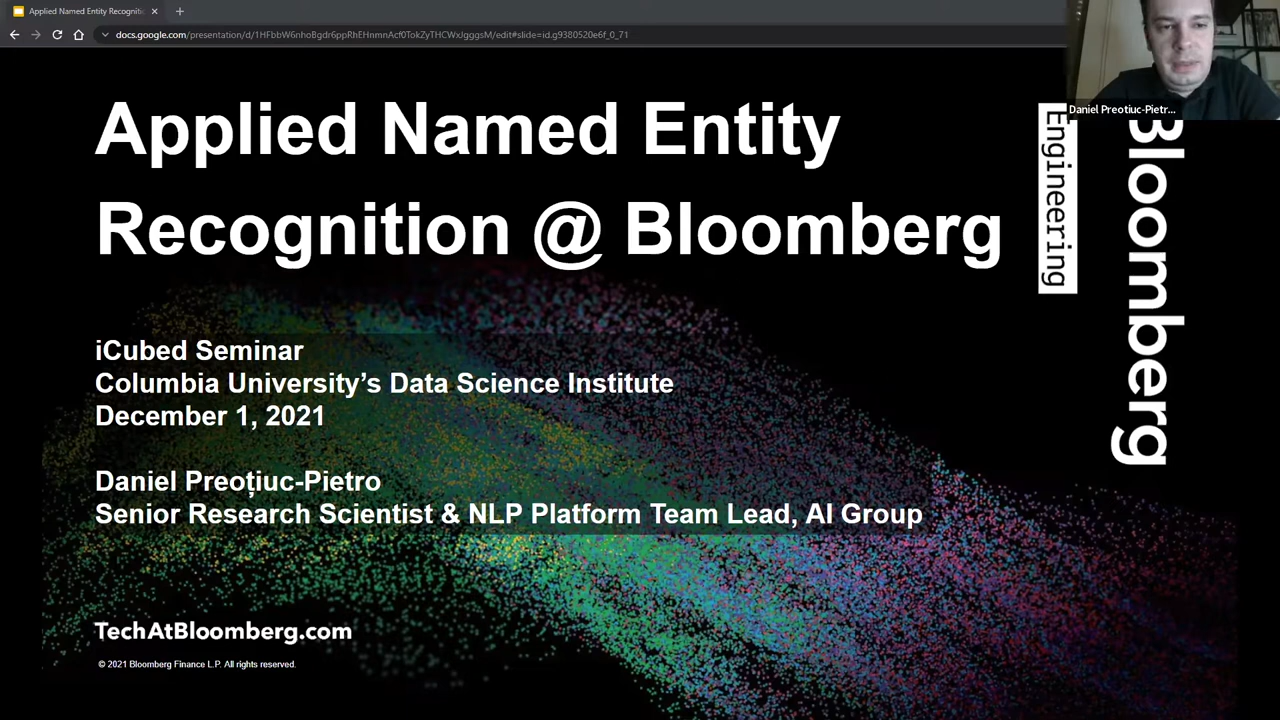 Applied Named Entity Recogniti
docs.google.com/presentation/d/1HFbbW6nhoBgdr6ppRhEHnmnAcf0TokZyTHCWxJgggsM/edit#slide=id.g9380520e6f_0_71
Daniel Preotiuc-Pietr...
Applied Named Entity
Recognition @ Bloomberg
Engineering
Bloomberg
iCubed Seminar
Columbia University’s Data Science Institute
December 1, 2021
Daniel Preoțiuc-Pietro
Senior Research Scientist & NLP Platform Team Lead, AI Group
TechAtBloomberg.com
© 2021 Bloomberg Finance L.P. All rights reserved.